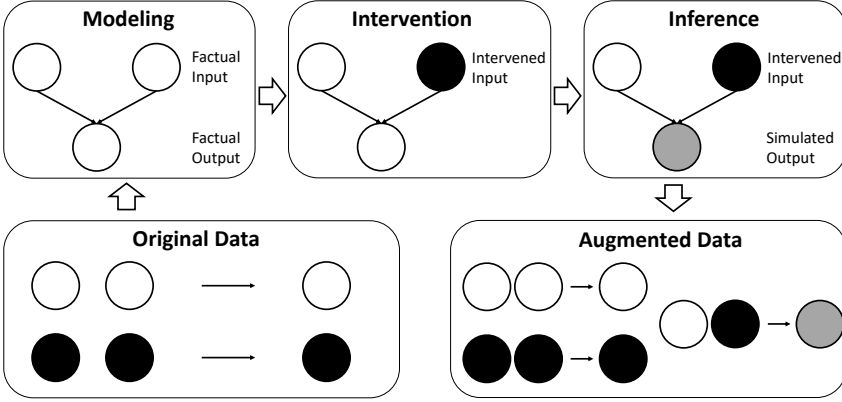 Modeling
Factual
Input
Factual
Output
Intervention
Intervened
Input
Inference
Intervened
Input
Simulated
Output
Original Data
Augmented Data